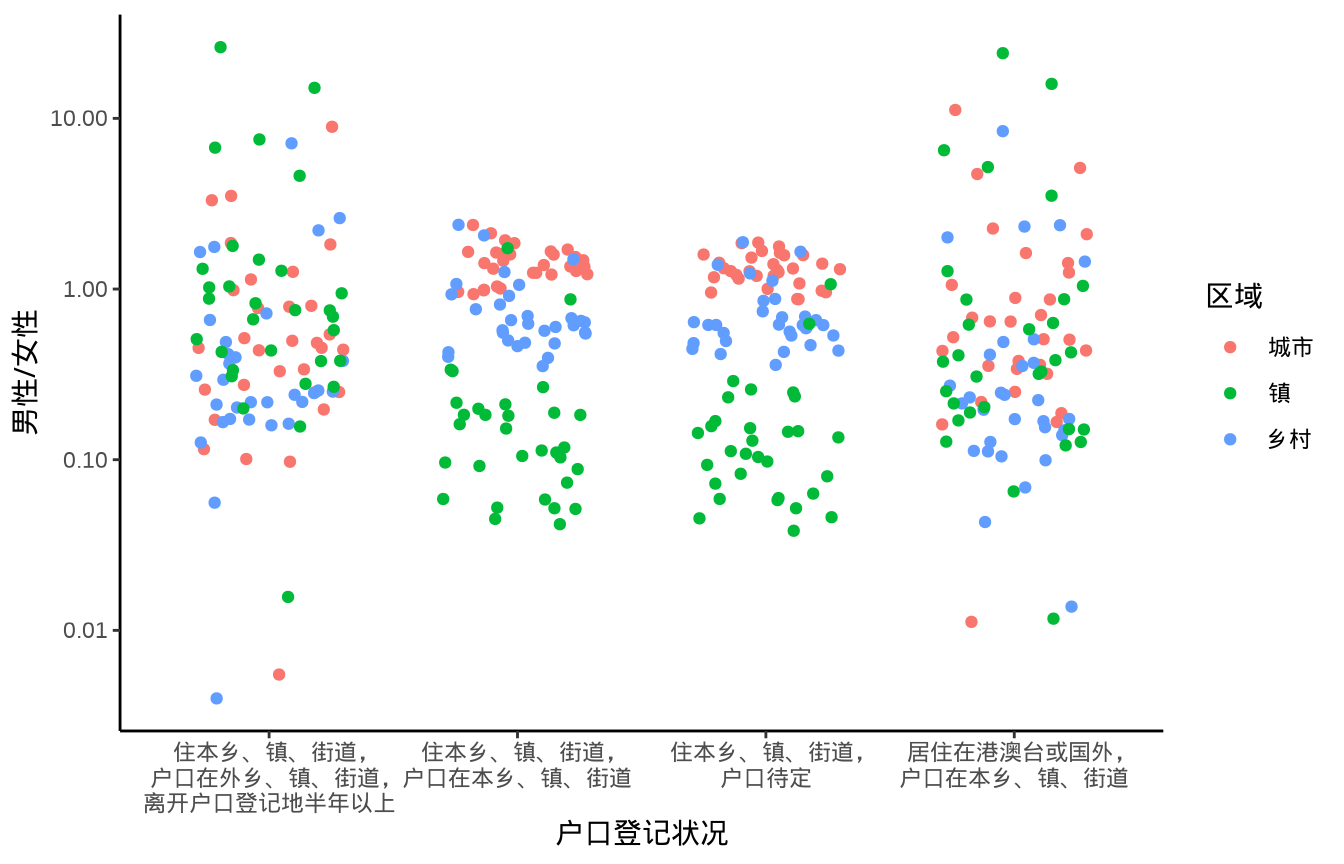 10.00
1.00
0.10
0.01
男性/女性
住本乡、镇、街道，
户口在外乡、镇、街道，
离开户口登记地半年以上
住本乡、镇、街道，
户口在本乡、镇、街道
住本乡、镇、街道，
户口待定
居住在港澳台或国外，
户口在本乡、镇、街道
户口登记状况
区域
城市
镇
乡村